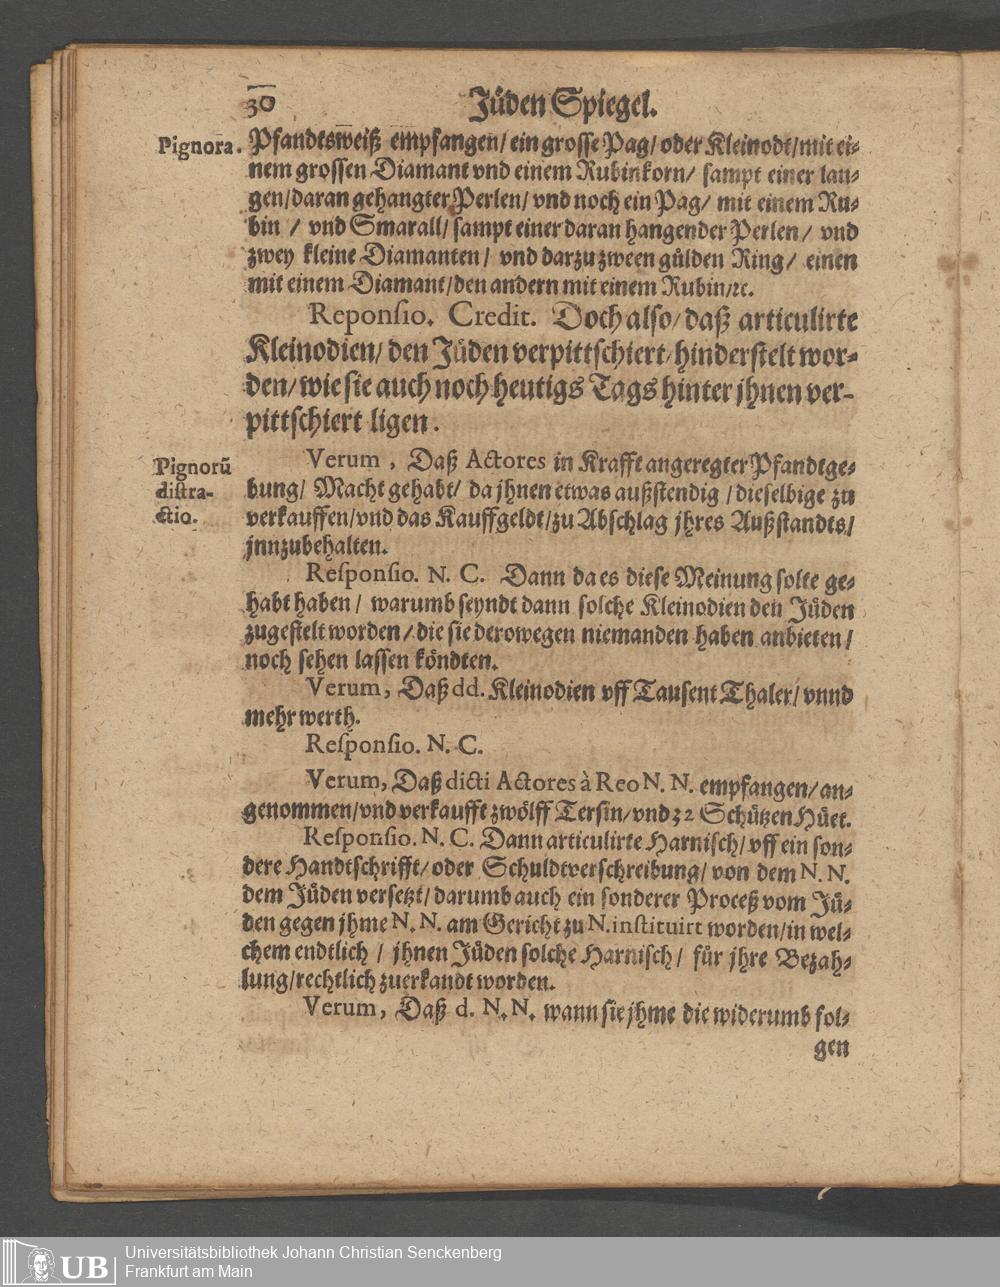 30 Jüden Spiegel.
Pignora. Pfandtsweiß empfangen/ ein grosse Pag/ oder Kleinodt/ mit ei-
nem grossen Diamant vnd einem Rubinkorn/ sampt einer lan-
gen/ daran gehangter Perlen/ vnd noch ein Pag/ mit einem Ru-
bin / vnd Smarall/ sampt einer daran hangender Perlen/ vnd
zwey kleine Diamanten/ vnd darzu zween gülden Ring/ einen
mit einem Diamant/ den andern mit einem Rubin/ ꝛc.
Reponsio. Credit. Doch also/ daß articulirte
Kleinodien/ den Jüden verpittschiert/ hinderstelt wor-
den/ wie sie auch noch heutigs Tags hinter jhnen ver-
pittschiert ligen.
Pignorũ
distra-
ctio.
Verum, Daß Actores in Krafft angeregter Pfandtge-
bung/ Macht gehabt/ da jhnen etwas außstendig / dieselbige zu
verkauffen/ vnd das Kauffgeldt/ zu Abschlag jhres Außstandts/
jnnzubehalten.
Responsio. N. C. Dann da es diese Meinung solte ge-
habt haben/ warumb seyndt dann solche Kleinodien den Jüden
zugestelt worden/ die sie derowegen niemanden haben anbieten/
noch sehen lassen köndten.
Verum, Daß dd. Kleinodien vff Tausent Thaler/ vnnd
mehr werth.
Responsio. N. C.
Verum, Daß dicti Actores à Reo N. N. empfangen/ an-
genommen/ vnd verkaufft zwölff Tersin/ vnd 32 Schützen Hüet.
Responsio. N. C. Dann articulirte Harnisch/ vff ein son-
dere Handtschrifft/ oder Schuldtverschreibung/ von dem N. N.
dem Jüden versetzt/ darumb auch ein sonderer Proceß vom Jü-
den gegen jhme N. N. am Gericht zu N. instituirt worden/ in wel-
chem endtlich / jhnen Jüden solche Harnisch/ für jhre Bezah-
lung/ rechtlich zuerkandt worden.
Verum, Daß d. N. N. wann sie jhme die widerumb fol-
gen
UB Universitätsbibliothek Johann Christian Senckenberg
Frankfurt am Main